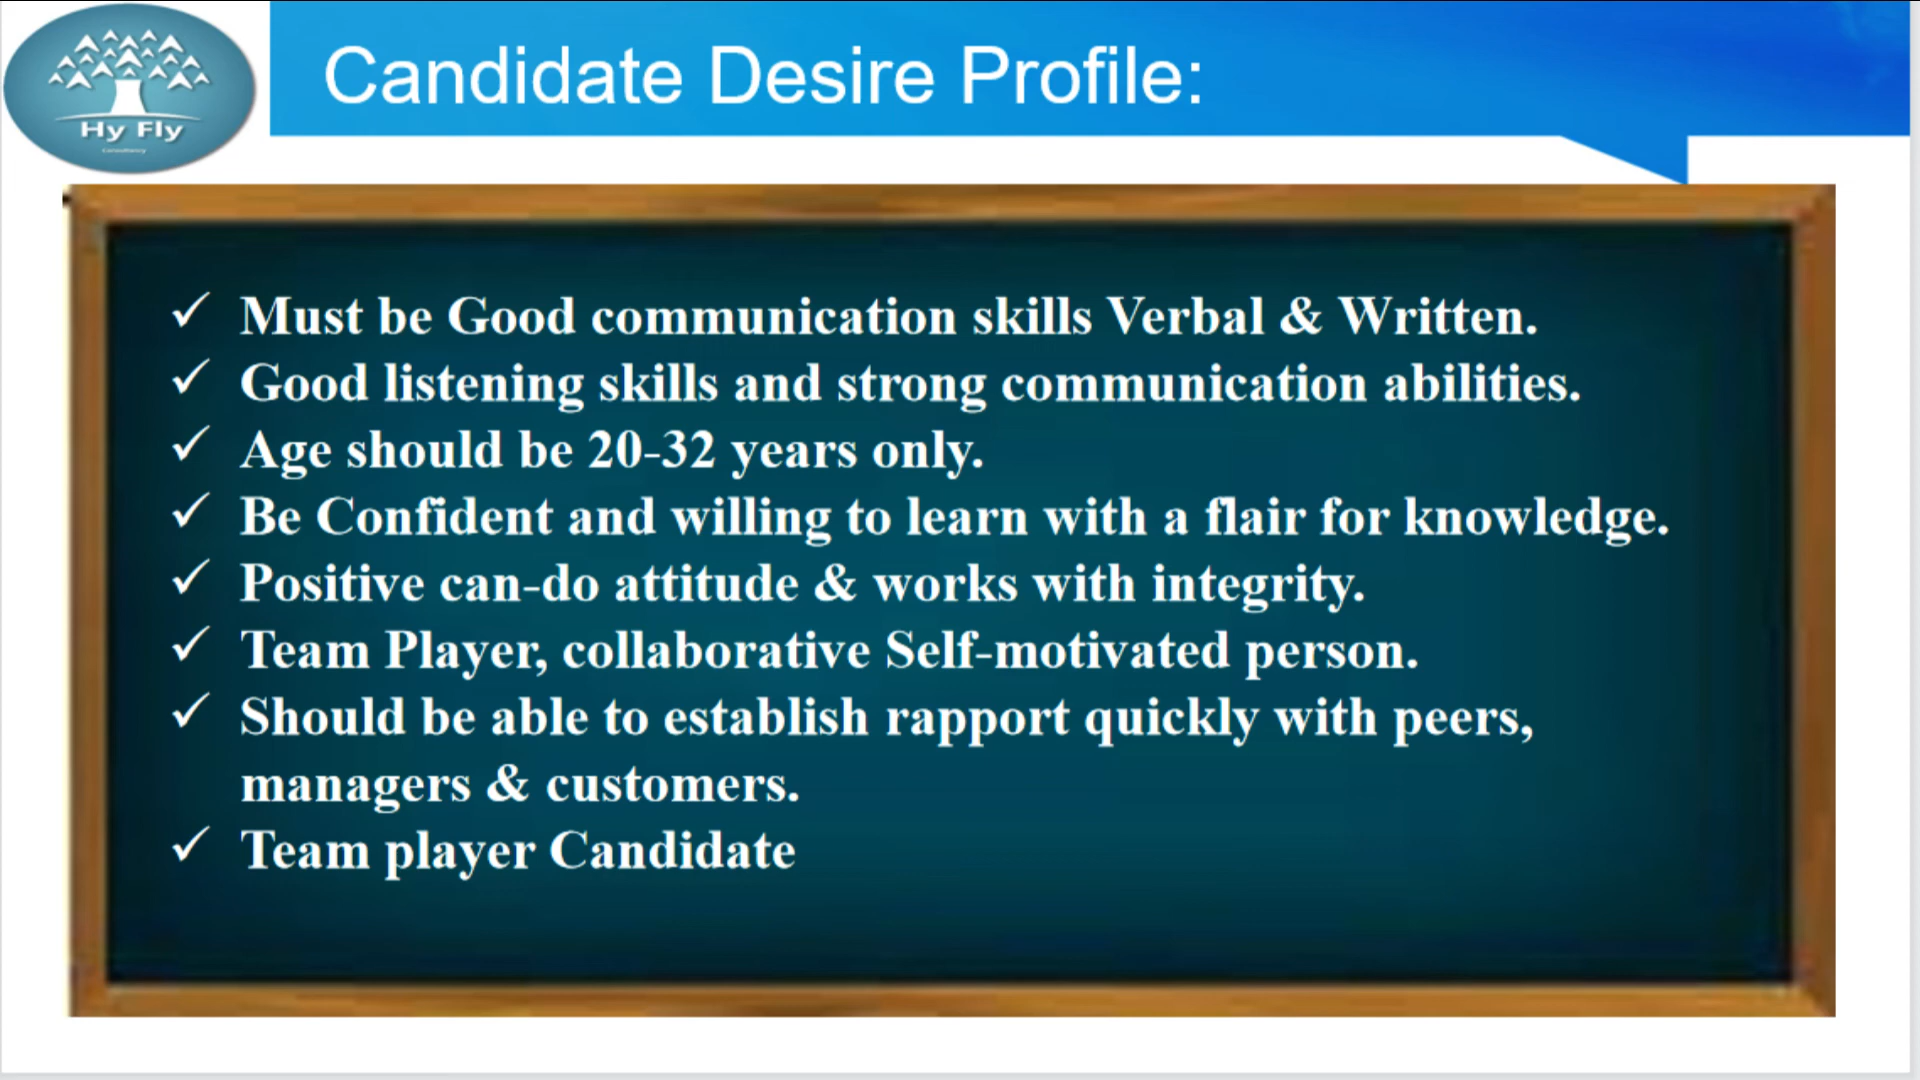 Candidate Desire Profile:
Hy Fly
Consultancy
✓ Must be Good communication skills Verbal & Written.
✓ Good listening skills and strong communication abilities.
✓ Age should be 20-32 years only.
✓ Be Confident and willing to learn with a flair for knowledge.
✓ Positive can-do attitude & works with integrity.
✓ Team Player, collaborative Self-motivated person.
✓ Should be able to establish rapport quickly with peers,
managers & customers.
✓ Team player Candidate